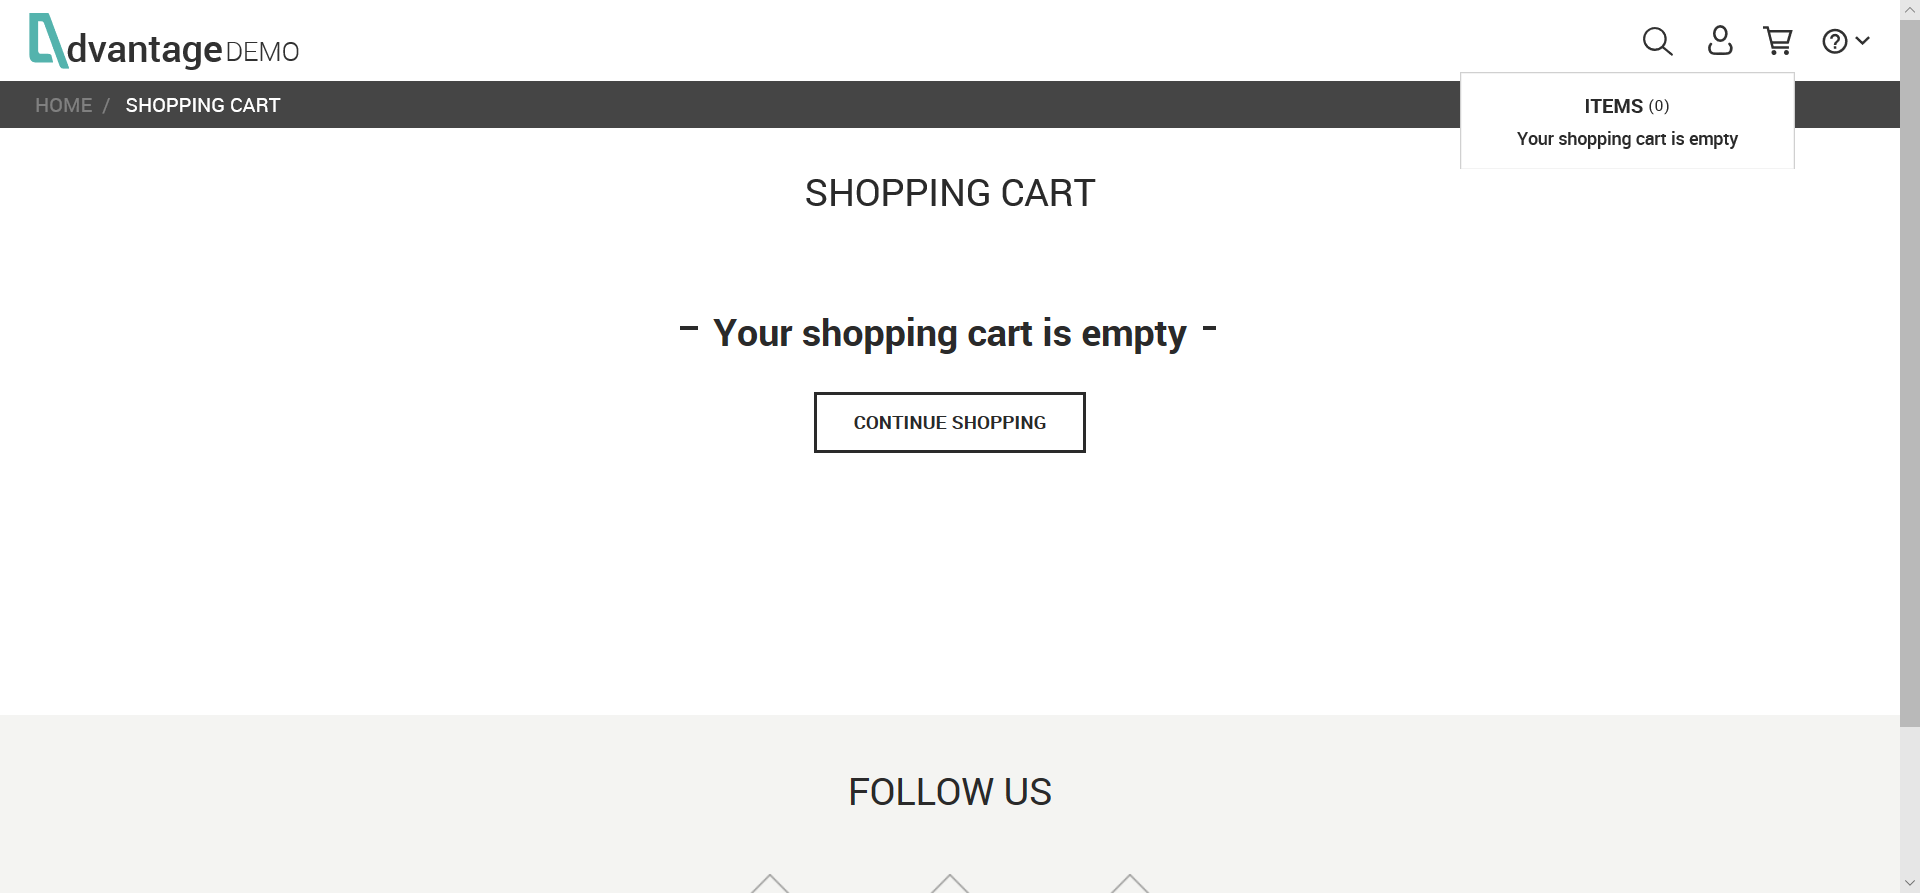 dvantage DEMO
HOME / SHOPPING CART
ITEMS (0)
Your shopping cart is empty
SHOPPING CART
- Your shopping cart is empty -
CONTINUE SHOPPING
FOLLOW US